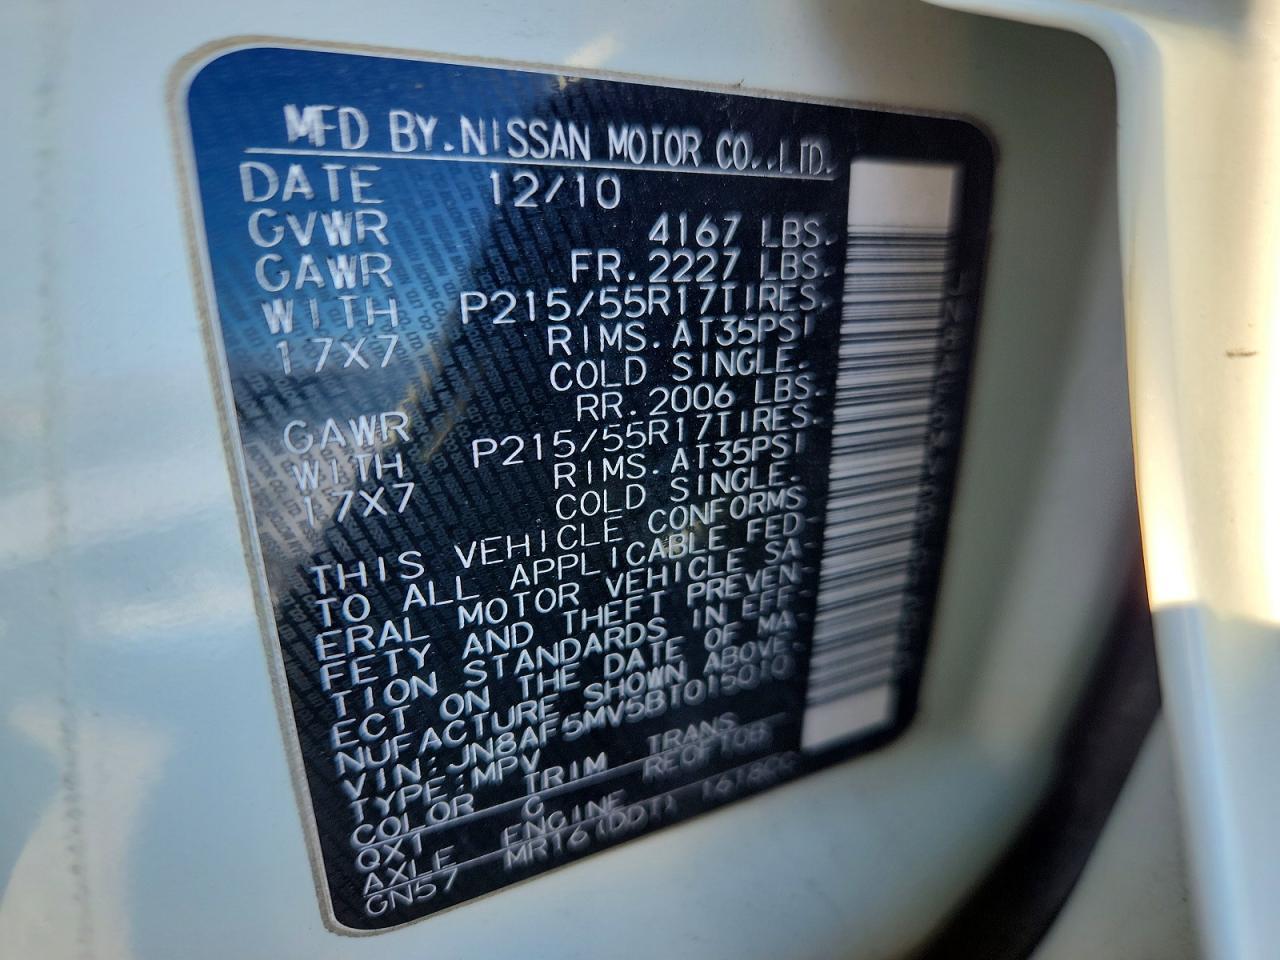 MFD BY.NISSAN MOTOR CO.,LTD.
DATE 12/10
GVWR 4167 LBS.
GAWR FR. 2227 LBS.
WITH P215/55R17TIRES.
17X7 RIMS. AT35PSI
COLD SINGLE.
GAWR RR. 2006 LBS.
WITH P215/55R17TIRES.
17X7 RIMS. AT35PSI
COLD SINGLE.
THIS VEHICLE CONFORMS
TO ALL APPLICABLE FED-
ERAL MOTOR VEHICLE SA-
FETY AND THEFT PREVEN-
TION STANDARDS IN EFF-
ECT ON THE DATE OF MA-
NUFACTURE SHOWN ABOVE.
VIN:JN8AF5MV5BT015010
TYPE:MPV
COLOR TRIM TRANS
QX1 G RE0F10B
AXLE ENGINE
GN57 MR16(DDT) 1618CC